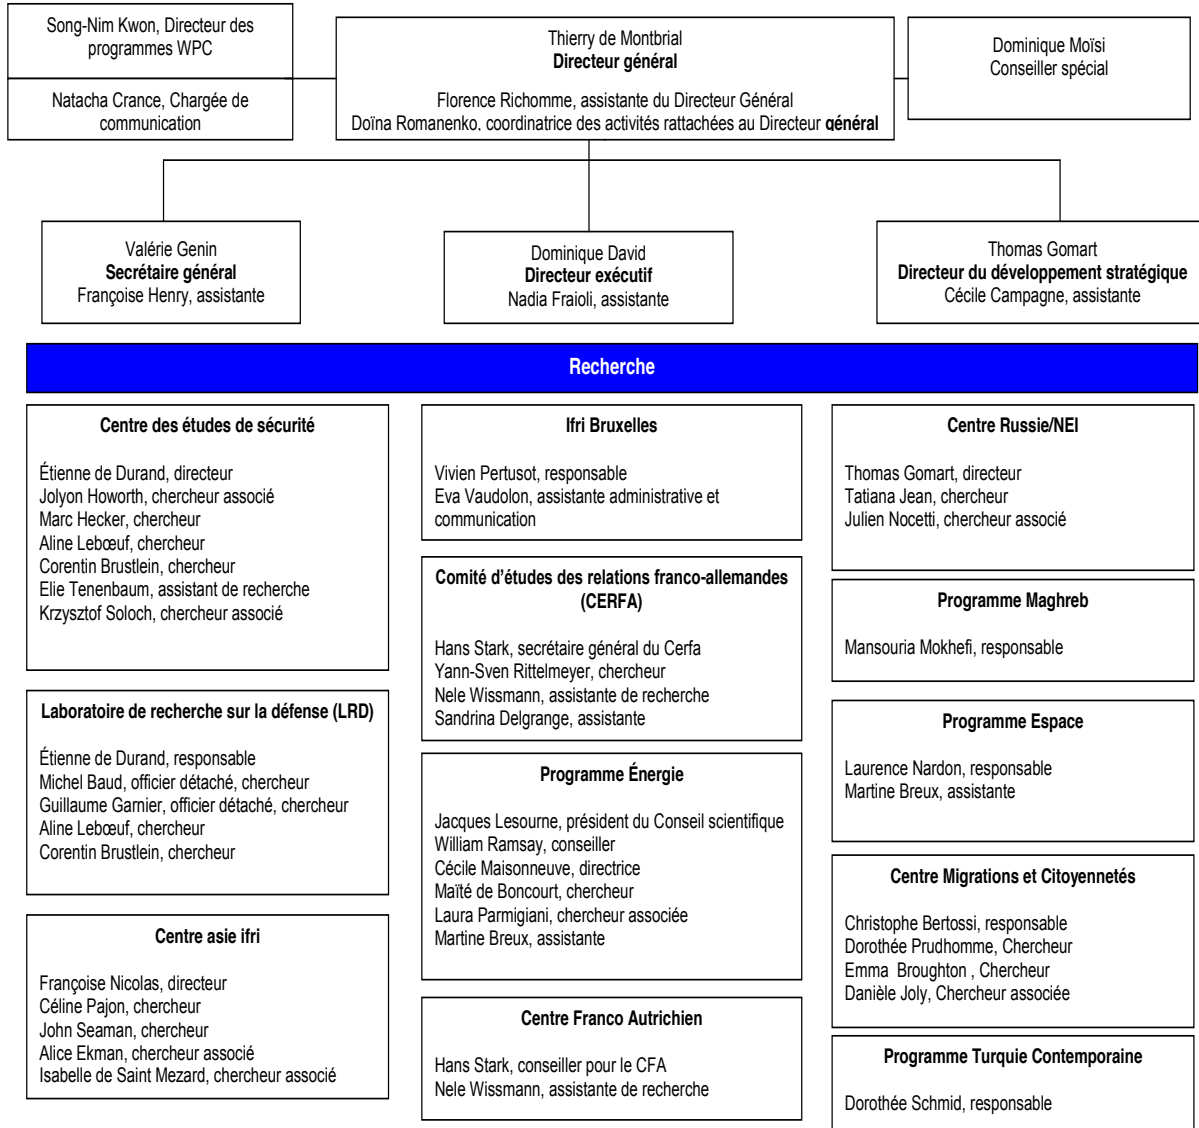 Song-Nim Kwon, Directeur des
programmes WPC
Natacha Crance, Chargée de
communication
Thierry de Montbrial
Directeur général
Florence Richomme, assistante du Directeur Général
Doïna Romanenko, coordinatrice des activités rattachées au Directeur général
Dominique Moïsi
Conseiller spécial
Valérie Genin
Secrétaire général
Françoise Henry, assistante
Dominique David
Directeur exécutif
Nadia Fraioli, assistante
Thomas Gomart
Directeur du développement stratégique
Cécile Campagne, assistante
Recherche
Centre des études de sécurité
Étienne de Durand, directeur
Jolyon Howorth, chercheur associé
Marc Hecker, chercheur
Aline Lebœuf, chercheur
Corentin Brustlein, chercheur
Elie Tenenbaum, assistant de recherche
Krzysztof Soloch, chercheur associé
Laboratoire de recherche sur la défense (LRD)
Étienne de Durand, responsable
Michel Baud, officier détaché, chercheur
Guillaume Garnier, officier détaché, chercheur
Aline Lebœuf, chercheur
Corentin Brustlein, chercheur
Centre asie ifri
Françoise Nicolas, directeur
Céline Pajon, chercheur
John Seaman, chercheur
Alice Ekman, chercheur associé
Isabelle de Saint Mezard, chercheur associé
Ifri Bruxelles
Vivien Pertusot, responsable
Eva Vaudolon, assistante administrative et
communication
Comité d'études des relations franco-allemandes
(CERFA)
Hans Stark, secrétaire général du Cerfa
Yann-Sven Rittelmeyer, chercheur
Nele Wissmann, assistante de recherche
Sandrina Delgrange, assistante
Programme Énergie
Jacques Lesourne, président du Conseil scientifique
William Ramsay, conseiller
Cécile Maisonneuve, directrice
Maïté de Boncourt, chercheur
Laura Parmigiani, chercheur associée
Martine Breux, assistante
Centre Franco Autrichien
Hans Stark, conseiller pour le CFA
Nele Wissmann, assistante de recherche
Centre Russie/NEI
Thomas Gomart, directeur
Tatiana Jean, chercheur
Julien Nocetti, chercheur associé
Programme Maghreb
Mansouria Mokhefi, responsable
Programme Espace
Laurence Nardon, responsable
Martine Breux, assistante
Centre Migrations et Citoyennetés
Christophe Bertossi, responsable
Dorothée Prudhomme, Chercheur
Emma Broughton , Chercheur
Danièle Joly, Chercheur associée
Programme Turquie Contemporaine
Dorothée Schmid, responsable